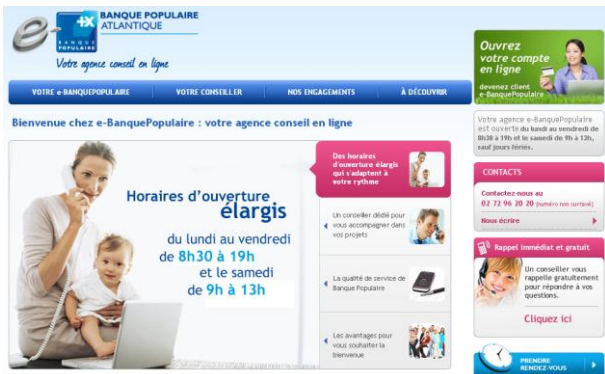 e-
+X
BANQUE
POPULAIRE
BANQUE POPULAIRE
ATLANTIQUE
Votre agence conseil en ligne
VOTRE e-BANQUEPOPULAIRE
VOTRE CONSEILLER
NOS ENGAGEMENTS
À DÉCOUVRIR
Bienvenue chez e-BanquePopulaire : votre agence conseil en ligne
Horaires d'ouverture
élargis
du lundi au vendredi
de 8h30 à 19h
et le samedi
de 9h à 13h
Des horaires
d'ouverture élargis
qui s'adaptent à
votre rythme
Un conseiller dédié pour
vous accompagner dans
vos projets
La qualité de service de
Banque Populaire
Les avantages pour
vous souhaiter la
bienvenue
Ouvrez
votre compte
en ligne
devenez client
e-BanquePopulaire
Votre agence e-BanquePopulaire
est ouverte du lundi au vendredi de
8h30 à 19h et le samedi de 9h à 13h,
sauf jours fériés.
CONTACTS
Contactez-nous au
02 72 96 20 20 (numéro non surtaxé)
Nous écrire
Rappel immédiat et gratuit
Un conseiller vous
rappelle gratuitement
pour répondre à vos
questions.
Cliquez ici
PRENDRE
RENDEZ-VOUS